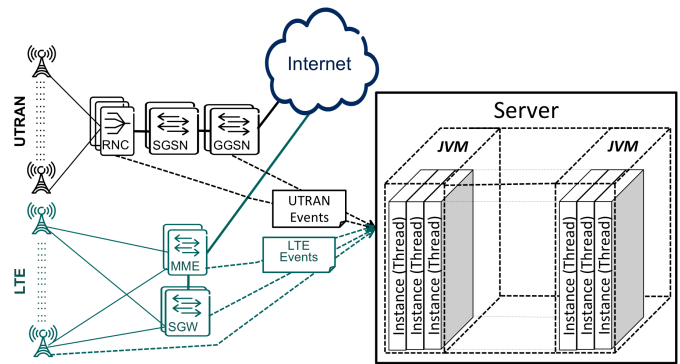 Internet
UTRAN
RNC
SGSN
GGSN
UTRAN
Events
LTE
LTE
Events
MME
SGW
Server
JVM
JVM
Instance (Thread)
Instance (Thread)
Instance (Thread)
Instance (Thread)
Instance (Thread)
Instance (Thread)